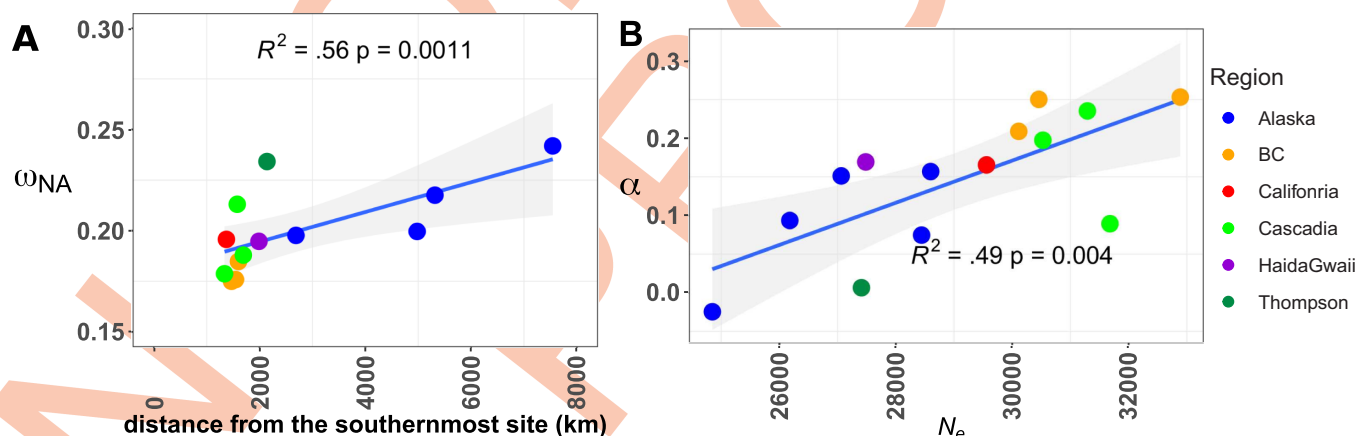 A
0.30
0.25
0.20
0.15
ωNA
R² = .56 p = 0.0011
0
2000
4000
6000
8000
distance from the southernmost site (km)
B
0.3
0.2
0.1
0.0
α
R² = .49 p = 0.004
26000
28000
30000
32000
Ne
Region
Alaska
BC
Califonria
Cascadia
HaidaGwaii
Thompson